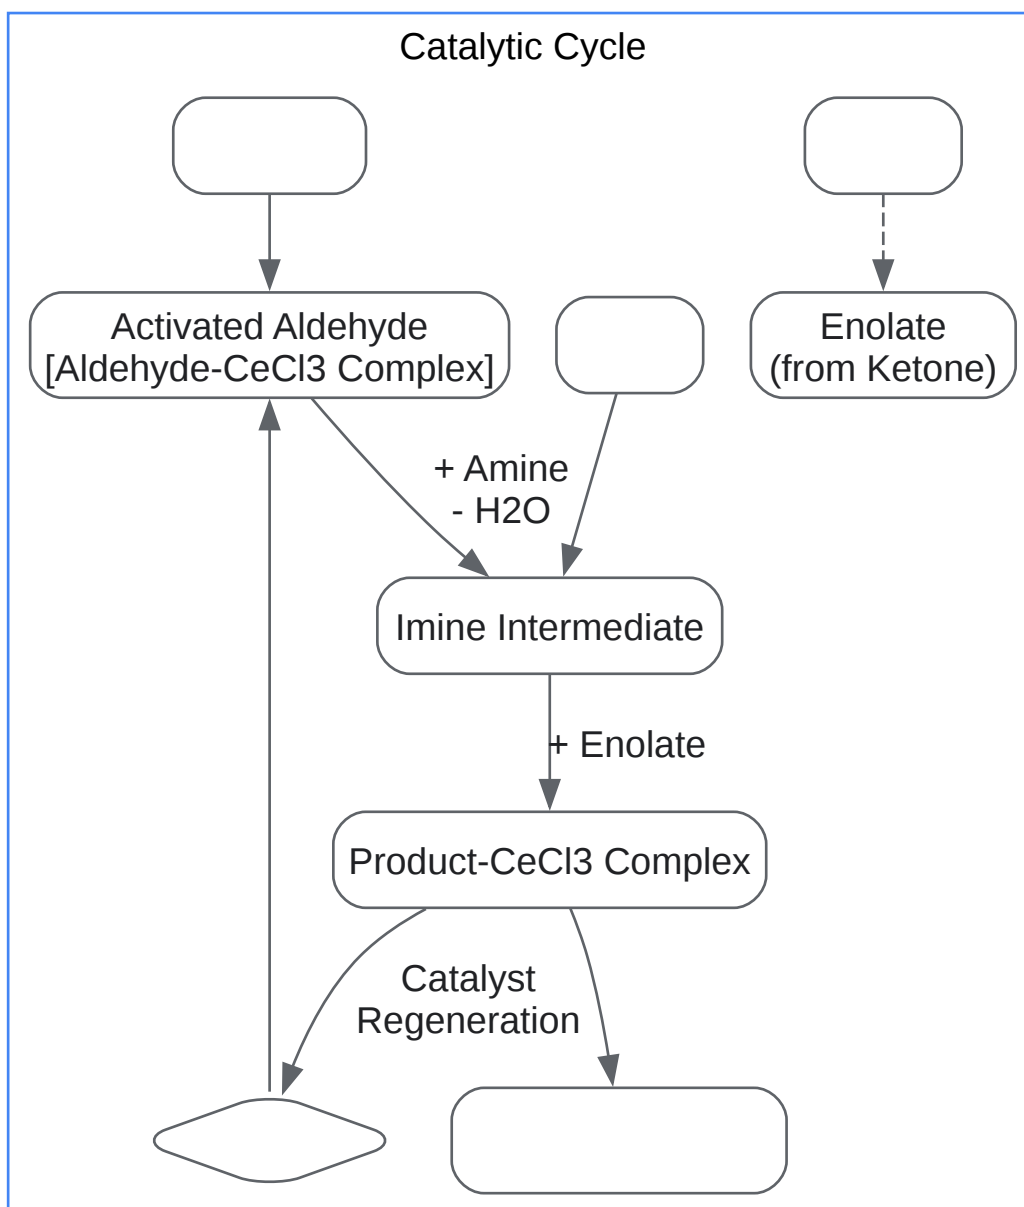 Catalytic Cycle
Activated Aldehyde
[Aldehyde-CeCl3 Complex]
Enolate
(from Ketone)
+ Amine
- H2O
Imine Intermediate
+ Enolate
Product-CeCl3 Complex
Catalyst
Regeneration